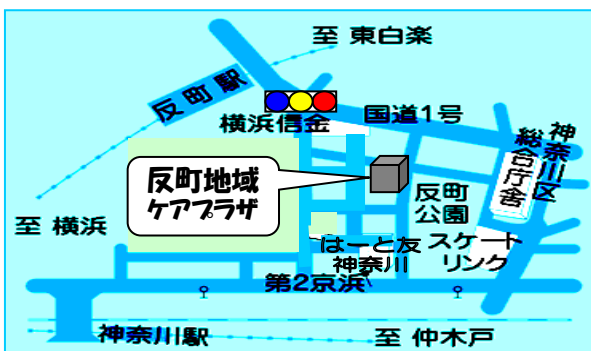 至 東白楽
反町駅
横浜信金
国道1号
神奈川区
総合庁舎
反町地域
ケアプラザ
反町
公園
至 横浜
はーと友
神奈川
スケート
リンク
第2京浜
神奈川駅
至 仲木戸